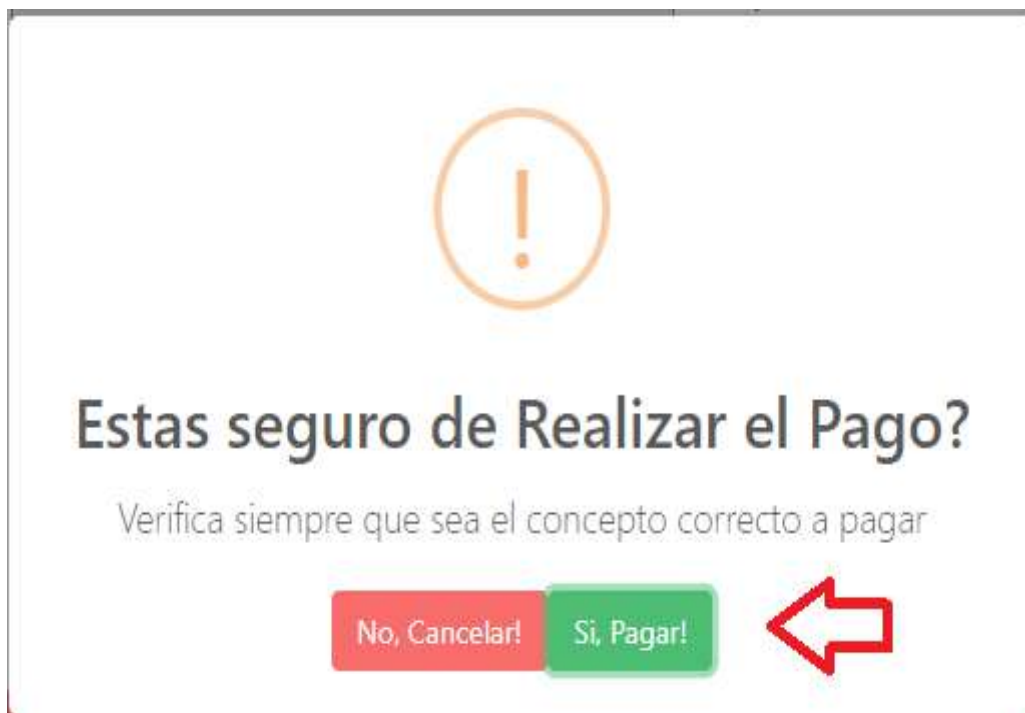 Estas seguro de Realizar el Pago?
Verifica siempre que sea el concepto correcto a pagar
No, Cancelar! Si, Pagar!